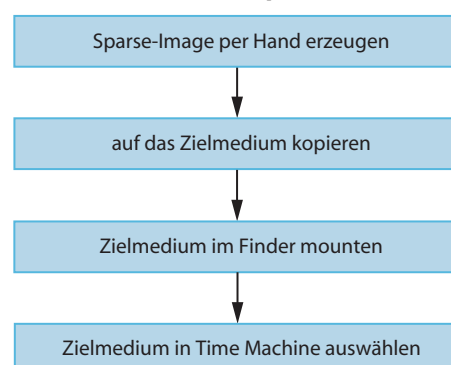 Sparse-Image per Hand erzeugen
auf das Zielmedium kopieren
Zielmedium im Finder mounten
Zielmedium in Time Machine auswählen